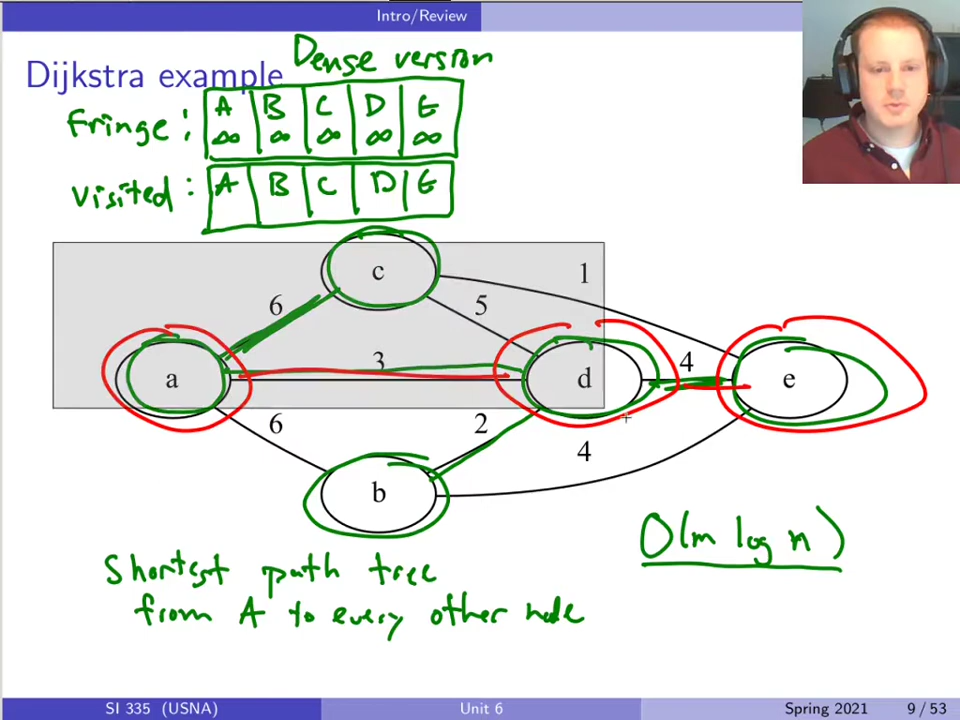 Intro/Review
Dijkstra example
Dense version
Fringe: A B C D E
∞ ∞ ∞ ∞ ∞
Visited: A B C D E
c
1
6
5
a
3
d
4
e
6
2
4
b
O(m log n)
Shortest path tree
from A to every other node
SI 335 (USNA)
Unit 6
Spring 2021
9 / 53